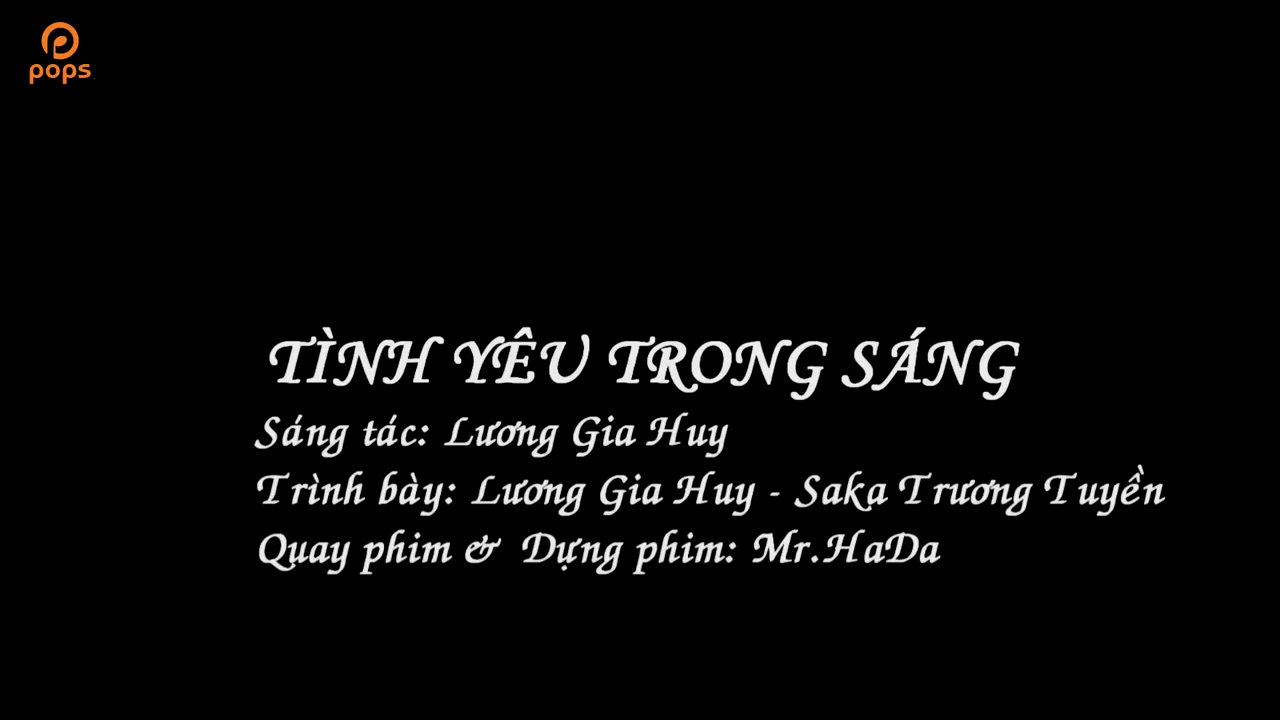 pops
TÌNH YÊU TRONG SÁNG
Sáng tác: Lương Gia Huy
Trình bày: Lương Gia Huy - Saka Trương Tuyền
Quay phim & Dựng phim: Mr.HaDa